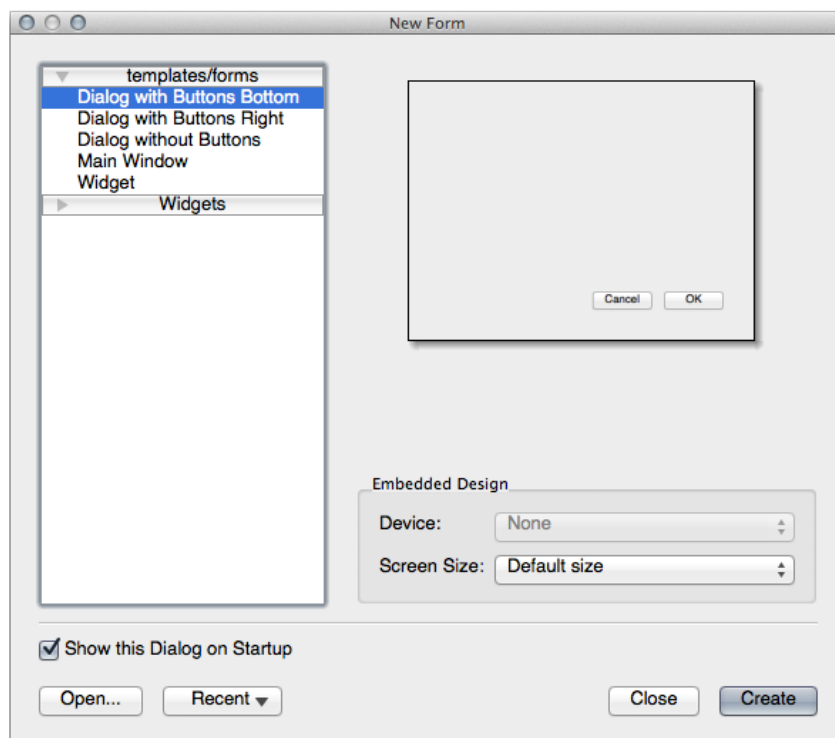 New Form
templates/forms
Dialog with Buttons Bottom
Dialog with Buttons Right
Dialog without Buttons
Main Window
Widget
Widgets
Cancel
OK
Embedded Design
Device: None
Screen Size: Default size
Show this Dialog on Startup
Open...
Recent
Close
Create